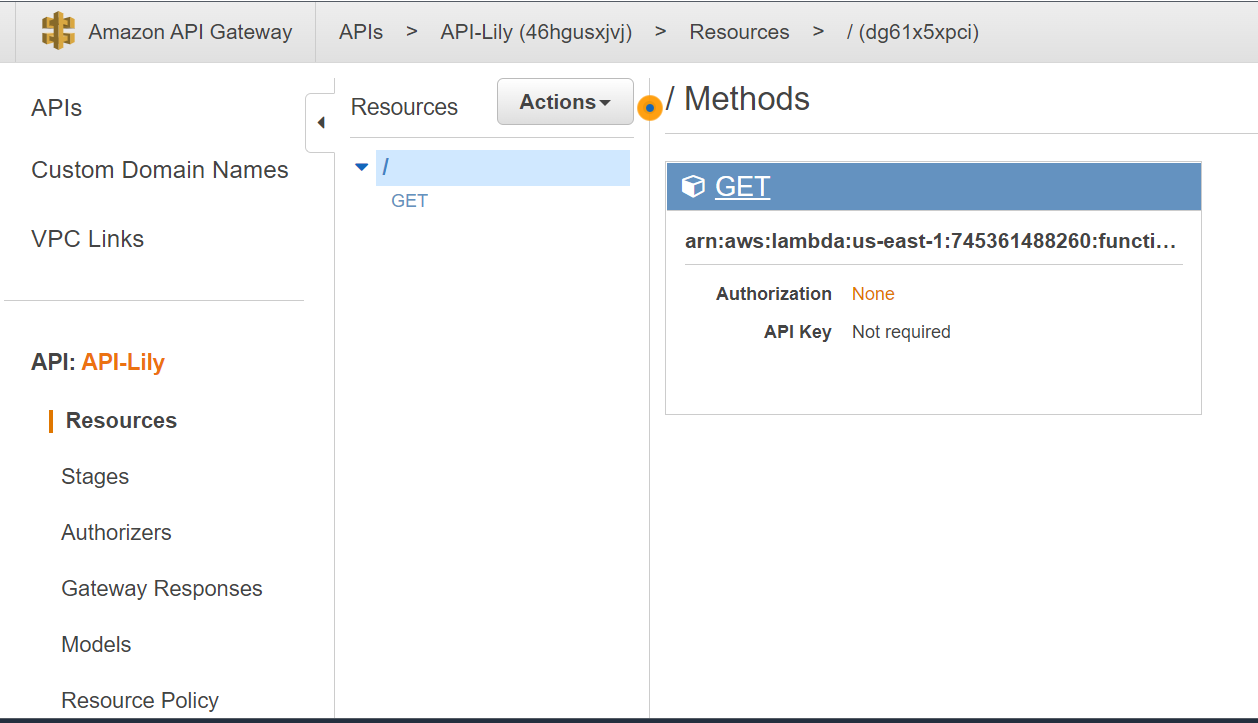 Amazon API Gateway APIs > API-Lily (46hgusxjvj) > Resources > / (dg61x5xpci)
APIs
Custom Domain Names
VPC Links
API: API-Lily
Resources
Stages
Authorizers
Gateway Responses
Models
Resource Policy
Resources Actions
/
GET
/ Methods
GET
arn:aws:lambda:us-east-1:745361488260:functi...
Authorization None
API Key Not required